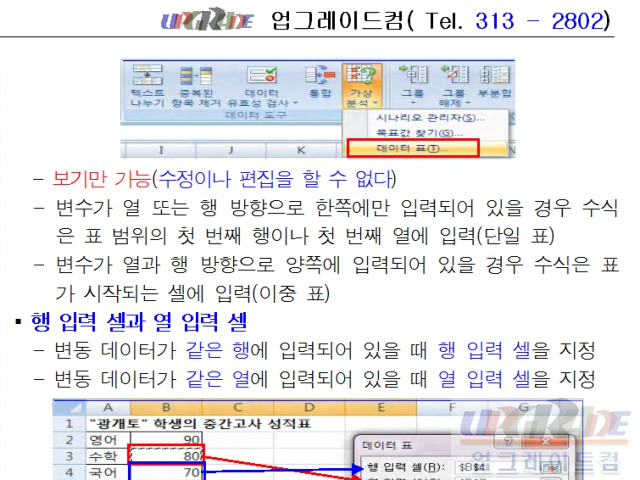 UPGRADE 업그레이드컴( Tel. 313 - 2802)
텍스트 나누기 중복된 항목 제거 데이터 유효성 검사 통합 가상 분석 그룹 그룹 해제 부분합
데이터 도구
시나리오 관리자(S)...
목표값 찾기(G)...
데이터 표(T)...
I J K N
- 보기만 가능(수정이나 편집을 할 수 없다)
- 변수가 열 또는 행 방향으로 한쪽에만 입력되어 있을 경우 수식
은 표 범위의 첫 번째 행이나 첫 번째 열에 입력(단일 표)
- 변수가 열과 행 방향으로 양쪽에 입력되어 있을 경우 수식은 표
가 시작되는 셀에 입력(이중 표)
▪ 행 입력 셀과 열 입력 셀
- 변동 데이터가 같은 행에 입력되어 있을 때 행 입력 셀을 지정
- 변동 데이터가 같은 열에 입력되어 있을 때 열 입력 셀을 지정
A B C D E F G
1 "광개토" 학생의 중간고사 성적표
2 영어 90
데이터 표
3 수학 80
4 국어 70
행 입력 셀(R): $B$4
UPGRADE
업그레이드컴